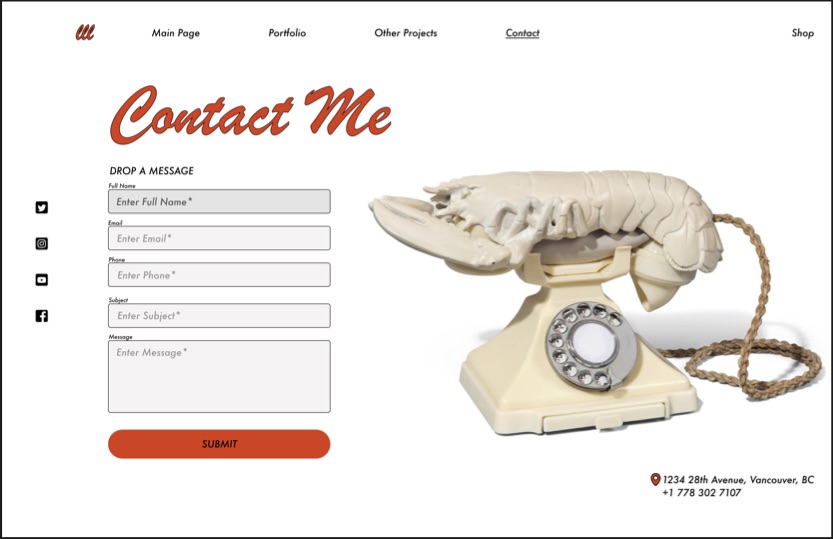 lll
Main Page
Portfolio
Other Projects
Contact
Shop
Contact Me
DROP A MESSAGE
Full Name
Enter Full Name*
Email
Enter Email*
Phone
Enter Phone*
Subject
Enter Subject*
Message
Enter Message*
SUBMIT
1234 28th Avenue, Vancouver, BC
+1 778 302 7107